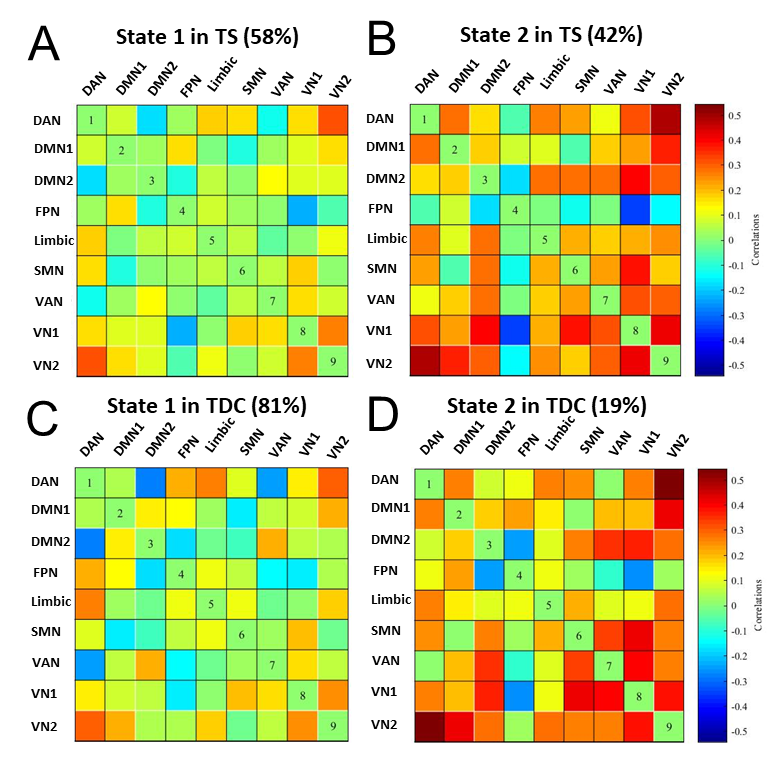 A
State 1 in TS (58%)
DAN DMN1 DMN2 FPN Limbic SMN VAN VN1 VN2
DAN 1
DMN1 2
DMN2 3
FPN 4
Limbic 5
SMN 6
VAN 7
VN1 8
VN2 9
B
State 2 in TS (42%)
DAN DMN1 DMN2 FPN Limbic SMN VAN VN1 VN2
DAN 1
DMN1 2
DMN2 3
FPN 4
Limbic 5
SMN 6
VAN 7
VN1 8
VN2 9
0.5
0.4
0.3
0.2
0.1
0
-0.1
-0.2
-0.3
-0.4
-0.5
Correlations
C
State 1 in TDC (81%)
DAN DMN1 DMN2 FPN Limbic SMN VAN VN1 VN2
DAN 1
DMN1 2
DMN2 3
FPN 4
Limbic 5
SMN 6
VAN 7
VN1 8
VN2 9
D
State 2 in TDC (19%)
DAN DMN1 DMN2 FPN Limbic SMN VAN VN1 VN2
DAN 1
DMN1 2
DMN2 3
FPN 4
Limbic 5
SMN 6
VAN 7
VN1 8
VN2 9
0.5
0.4
0.3
0.2
0.1
0
-0.1
-0.2
-0.3
-0.4
-0.5
Correlations